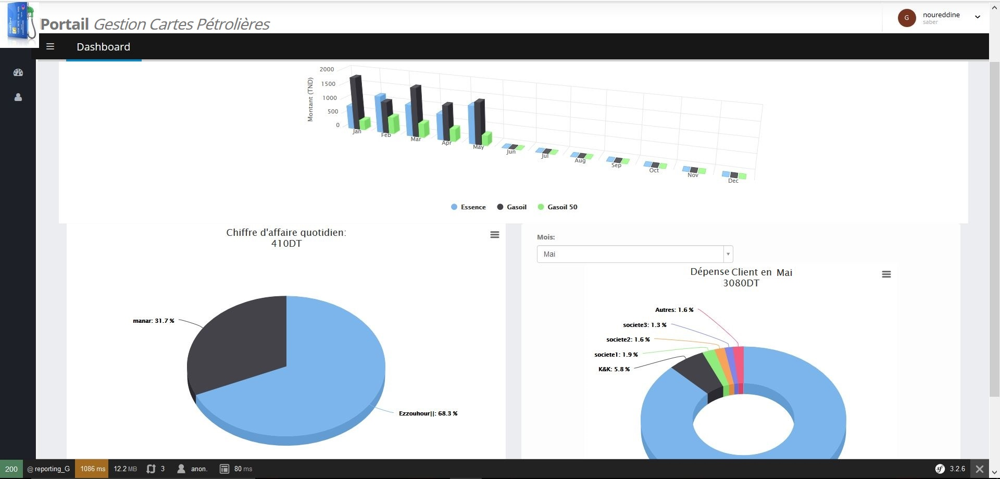 Portail Gestion Cartes Pétrolières
G
noureddine
saber
Dashboard
Montant (TND)
2000
1500
1000
500
0
Jan
Feb
Mar
Apr
May
Jun
Jul
Aug
Sep
Oct
Nov
Dec
Essence
Gasoil
Gasoil 50
Chiffre d'affaire quotidien:
410DT
manar: 31.7 %
Ezzouhour||: 68.3 %
Mois:
Mai
Dépense Client en Mai
3080DT
Autres: 1.6 %
societe3: 1.3 %
societe2: 1.6 %
societe1: 1.9 %
K&K: 5.8 %
200 @ reporting_G 1086 ms 12.2 MB 3 anon. 80 ms sf 3.2.6